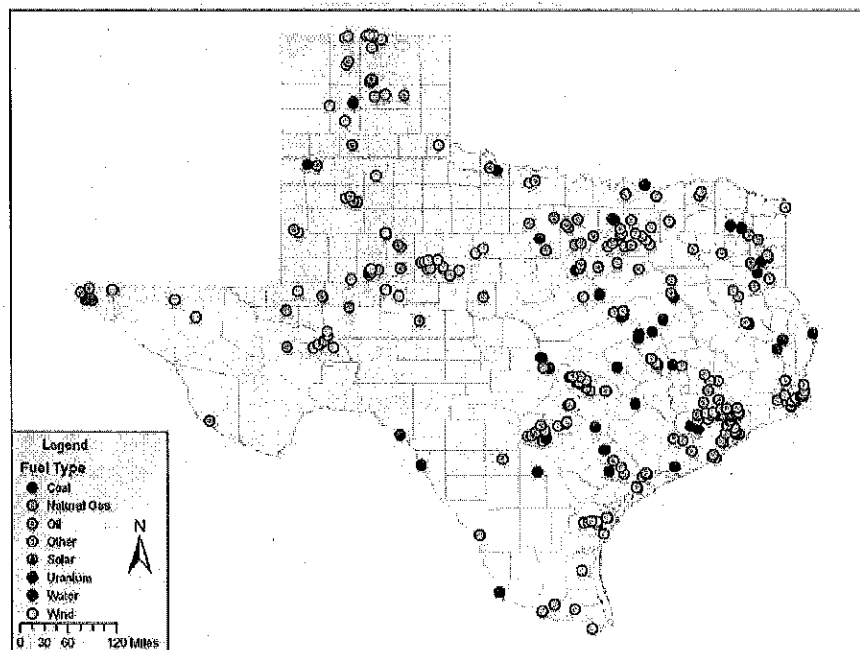 Legend
Fuel Type
Coal
Natural Gas
Oil
Other
Solar
Uranium
Water
Wind
N
0 30 60 120 Miles